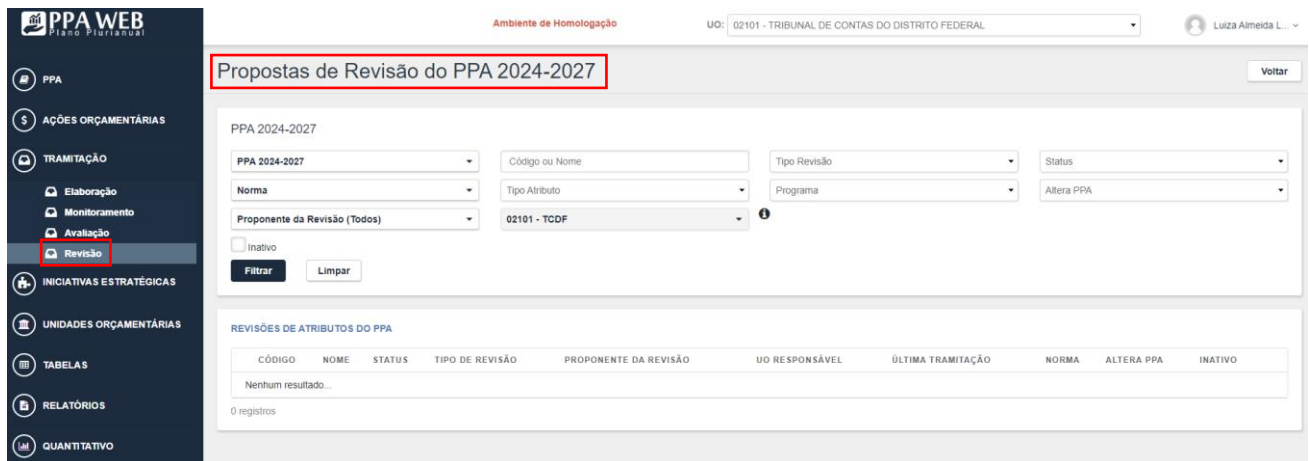 PPA WEB
Plano Plurianual
Ambiente de Homologação
UO: 02101 - TRIBUNAL DE CONTAS DO DISTRITO FEDERAL
Luiza Almeida L...
PPA
AÇÕES ORÇAMENTÁRIAS
TRAMITAÇÃO
Elaboração
Monitoramento
Avaliação
Revisão
INICIATIVAS ESTRATÉGICAS
UNIDADES ORÇAMENTÁRIAS
TABELAS
RELATÓRIOS
QUANTITATIVO
Propostas de Revisão do PPA 2024-2027
Voltar
PPA 2024-2027
PPA 2024-2027 Código ou Nome Tipo Revisão Status
Norma Tipo Atributo Programa Altera PPA
Proponente da Revisão (Todos) 02101 - TCDF
Inativo
Filtrar Limpar
REVISÕES DE ATRIBUTOS DO PPA
CÓDIGO NOME STATUS TIPO DE REVISÃO PROPONENTE DA REVISÃO UO RESPONSÁVEL ÚLTIMA TRAMITAÇÃO NORMA ALTERA PPA INATIVO
Nenhum resultado...
0 registros